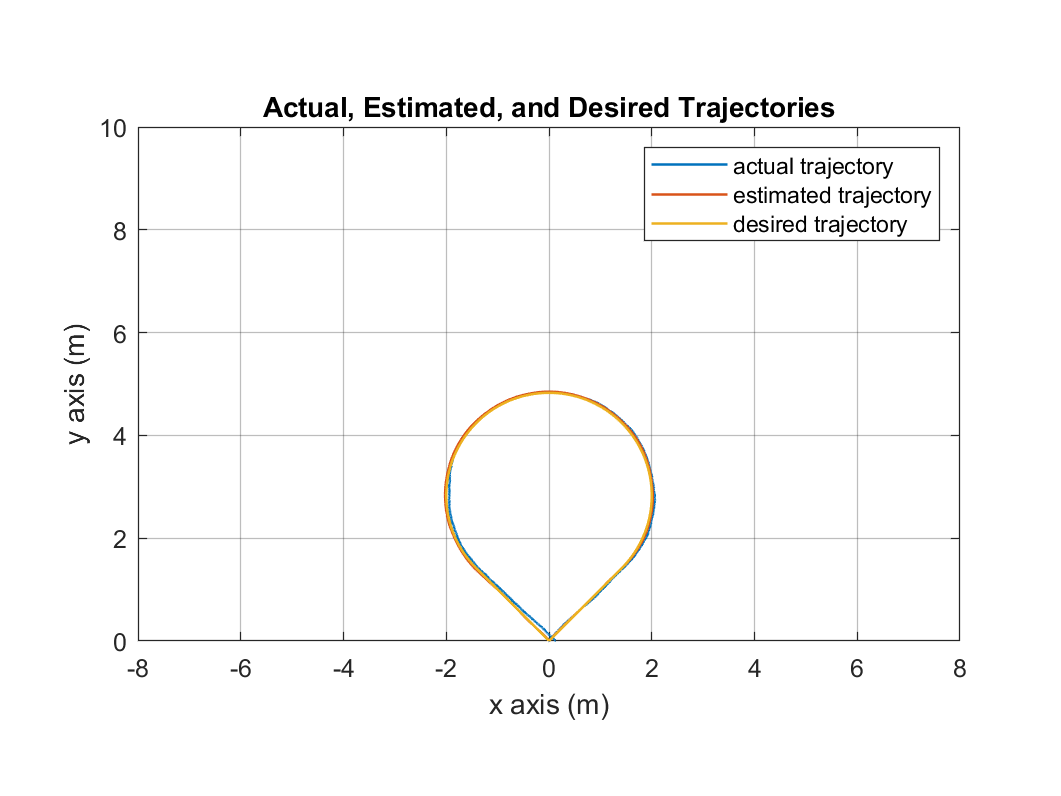 Actual, Estimated, and Desired Trajectories
actual trajectory
estimated trajectory
desired trajectory
10
8
6
4
2
0
y axis (m)
-8 -6 -4 -2 0 2 4 6 8
x axis (m)